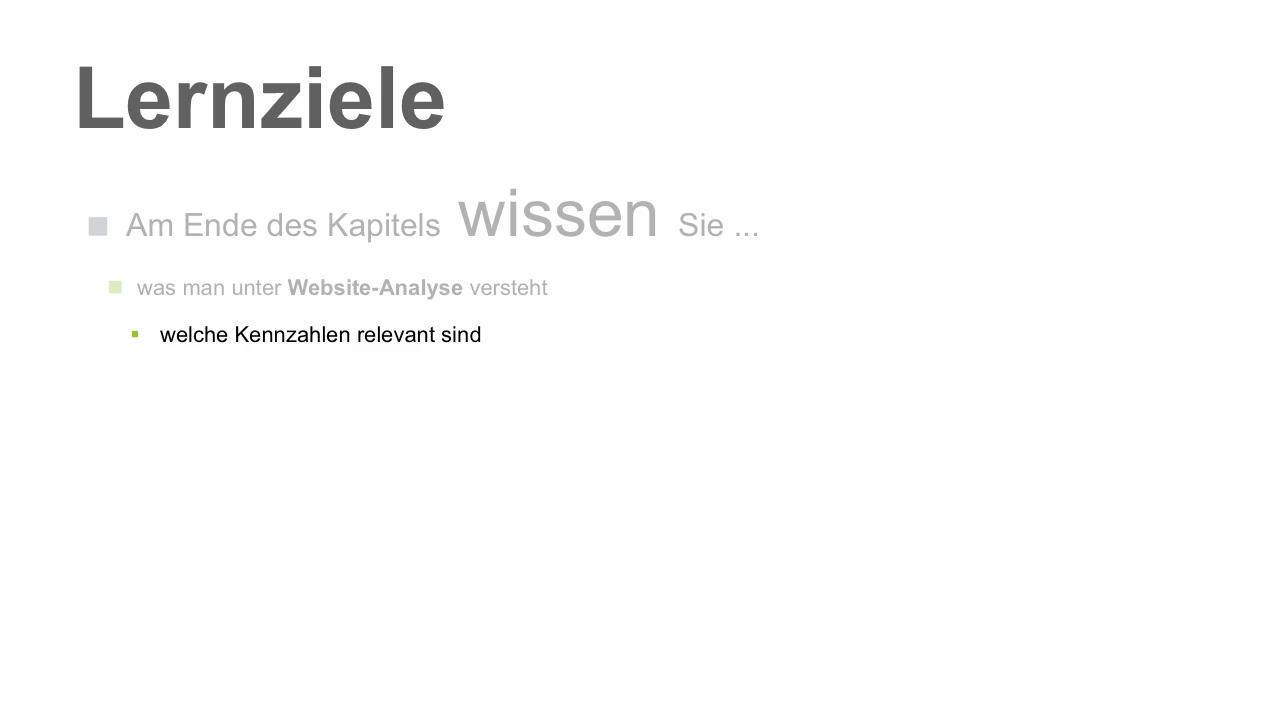 Lernziele
Am Ende des Kapitels wissen Sie ...
was man unter Website-Analyse versteht
welche Kennzahlen relevant sind